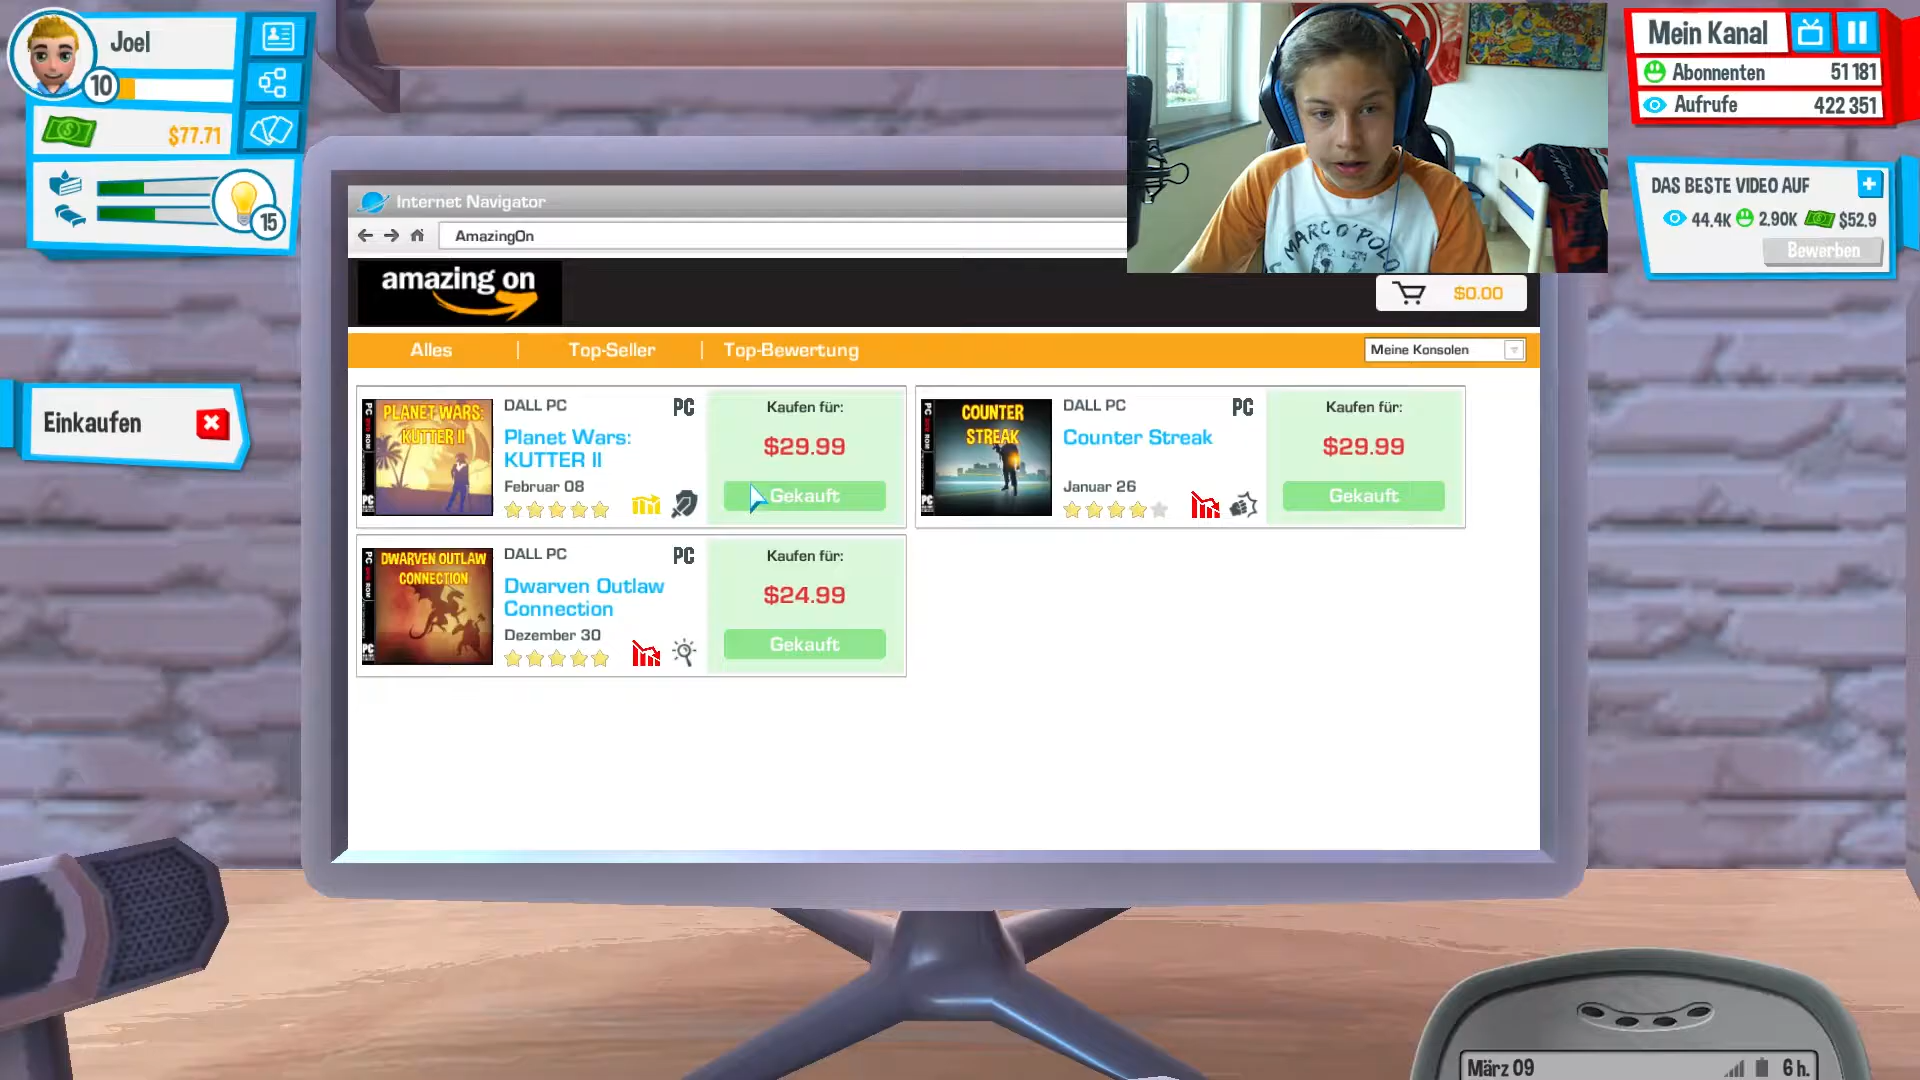 Joel
10
$77.71
15
Einkaufen
Internet Navigator
AmazingOn
amazing on
$0.00
Alles | Top-Seller | Top-Bewertung
Meine Konsolen
PLANET WARS:
KUTTER II
DALL PC
PC
Planet Wars:
KUTTER II
Februar 08
Kaufen für:
$29.99
Gekauft
COUNTER
STREAK
DALL PC
PC
Counter Streak
Januar 26
Kaufen für:
$29.99
Gekauft
DWARVEN OUTLAW
CONNECTION
DALL PC
PC
Dwarven Outlaw
Connection
Dezember 30
Kaufen für:
$24.99
Gekauft
MARC O'POLO
Mein Kanal
Abonnenten 51 181
Aufrufe 422 351
DAS BESTE VIDEO AUF
44.4K 2.90K $52.9
Bewerben
März 09 6 h.